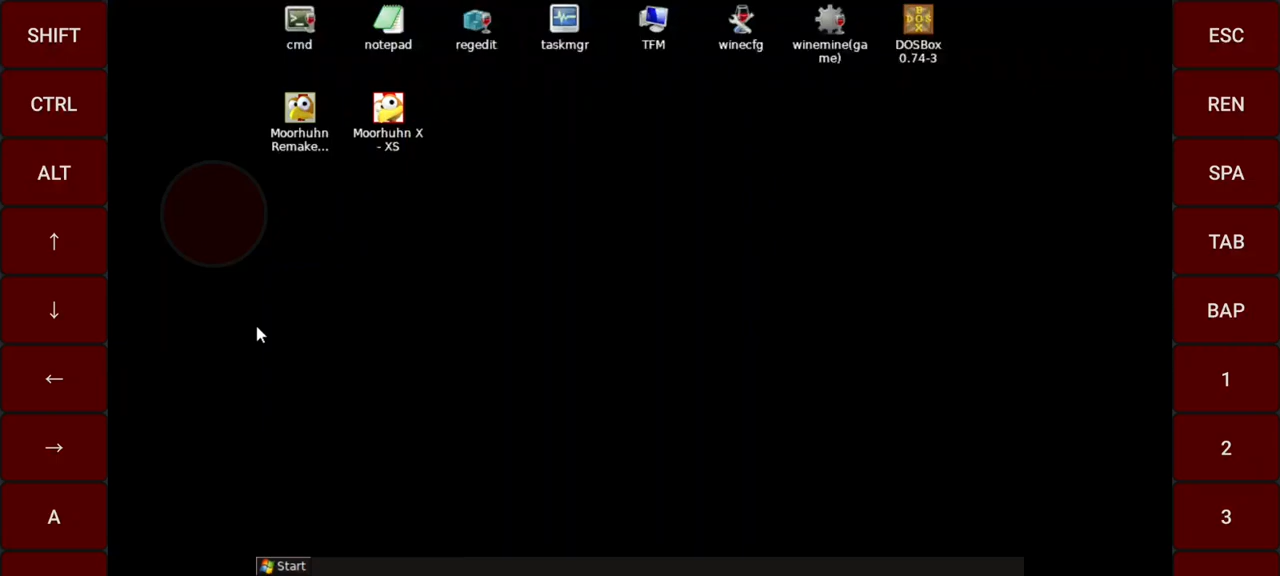 SHIFT
CTRL
ALT
↑
↓
←
→
A
cmd
notepad
regedit
taskmgr
TFM
winecfg
winemine(ga
me)
DOSBox
0.74-3
Moorhuhn
Remake...
Moorhuhn X
- XS
Start
ESC
REN
SPA
TAB
BAP
1
2
3